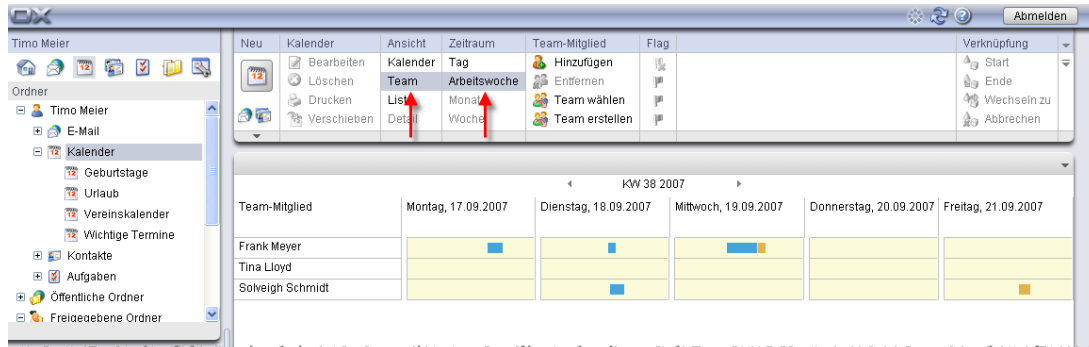 OX
Abmelden
Timo Meier
Ordner
Timo Meier
E-Mail
Kalender
Geburtstage
Urlaub
Vereinskalender
Wichtige Termine
Kontakte
Aufgaben
Öffentliche Ordner
Freigegebene Ordner
Neu Kalender Ansicht Zeitraum Team-Mitglied Flag Verknüpfung
Bearbeiten Kalender Tag Hinzufügen Start
Löschen Team Arbeitswoche Entfernen Ende
Drucken Liste Monat Team wählen Wechseln zu
Verschieben Detail Woche Team erstellen Abbrechen
KW 38 2007
Team-Mitglied Montag, 17.09.2007 Dienstag, 18.09.2007 Mittwoch, 19.09.2007 Donnerstag, 20.09.2007 Freitag, 21.09.2007
Frank Meyer
Tina Lloyd
Solveigh Schmidt